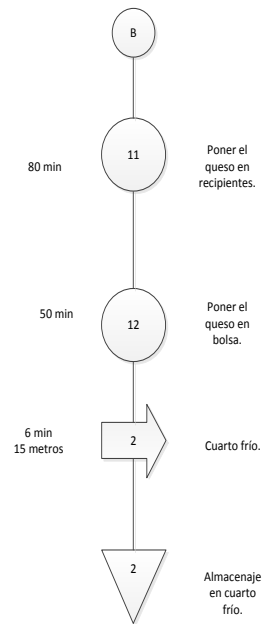 B
80 min
11
Poner el
queso en
recipientes.
50 min
12
Poner el
queso en
bolsa.
6 min
15 metros
2
Cuarto frío.
2
Almacenaje
en cuarto
frío.